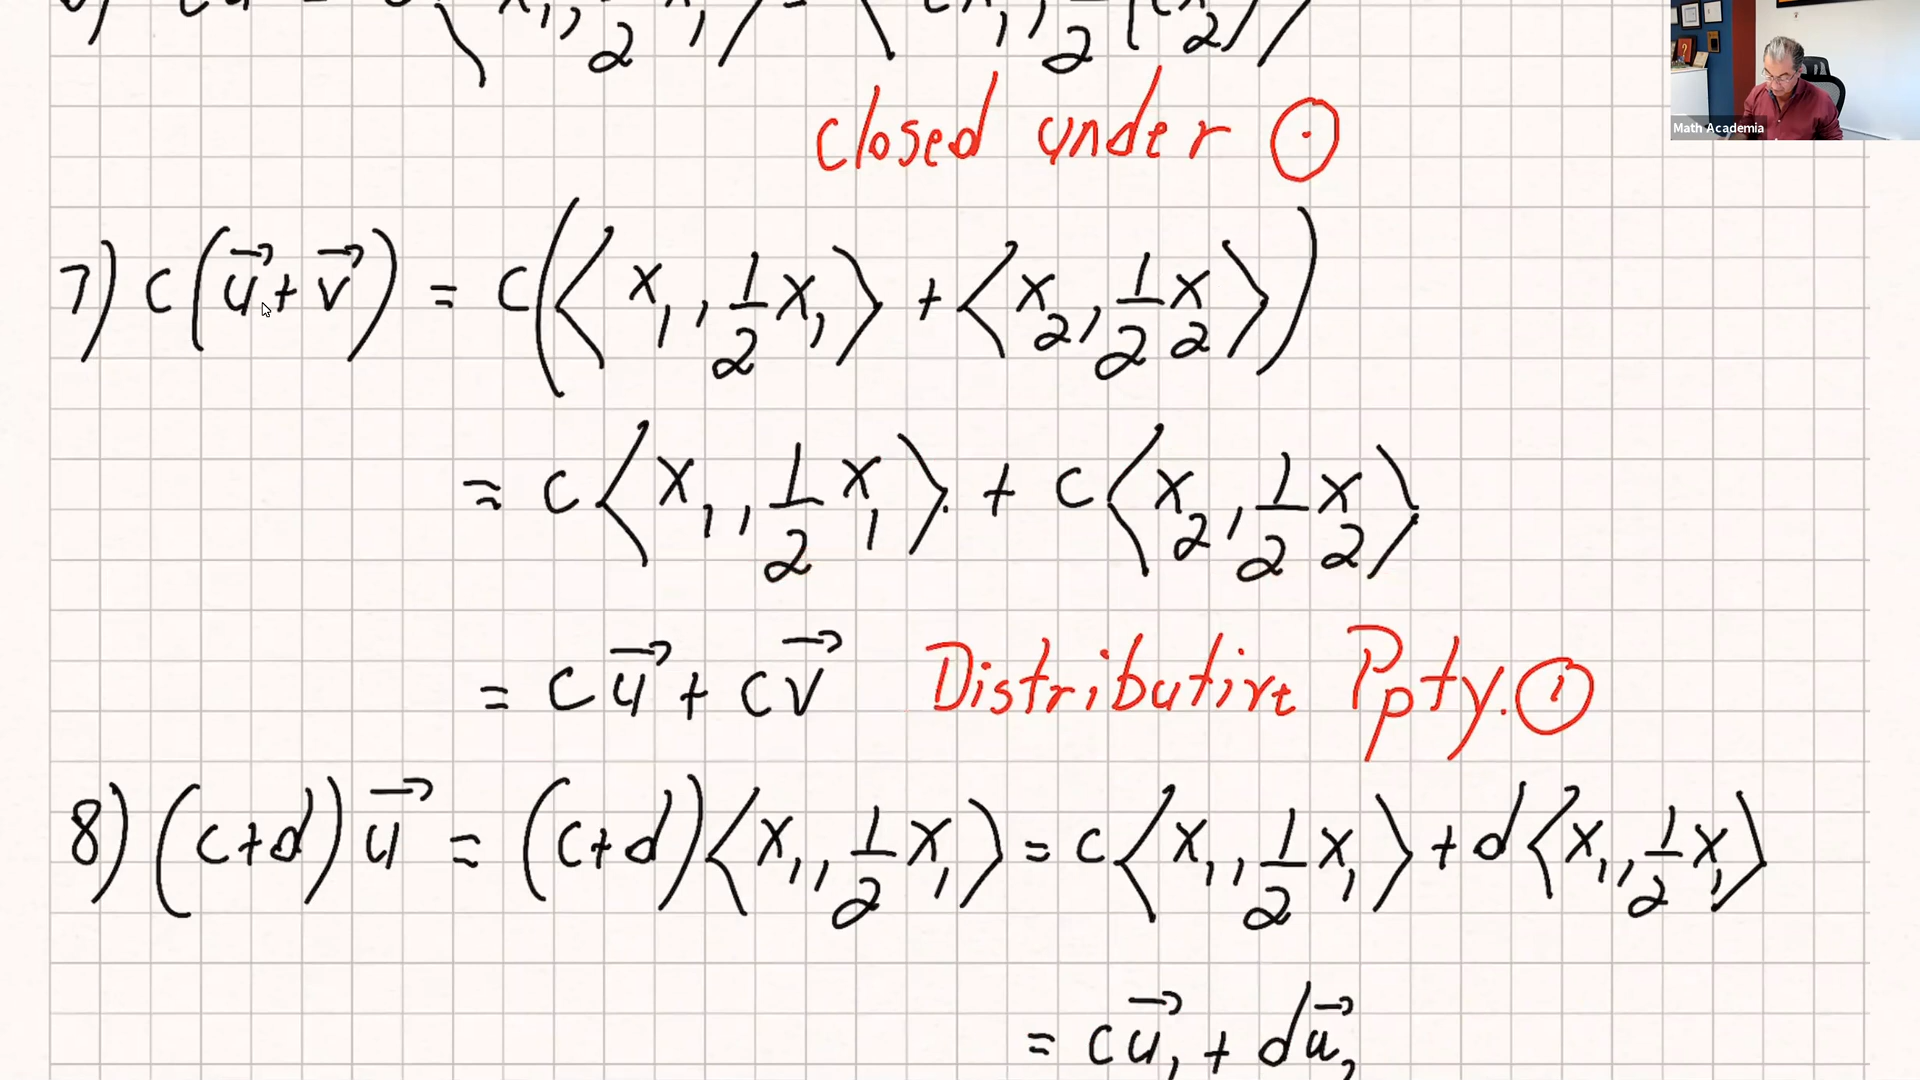 Math Academia
closed under ⊙
7) c(u⃗ + v⃗) = c(⟨x₁, 1/2 x₁⟩ + ⟨x₂, 1/2 x₂⟩)
= c⟨x₁, 1/2 x₁⟩ + c⟨x₂, 1/2 x₂⟩
= cu⃗ + cv⃗ Distributive Ppty. ①
8) (c+d)u⃗ = (c+d)⟨x₁, 1/2 x₁⟩ = c⟨x₁, 1/2 x₁⟩ + d⟨x₁, 1/2 x₁⟩
= cu⃗, + du⃗,